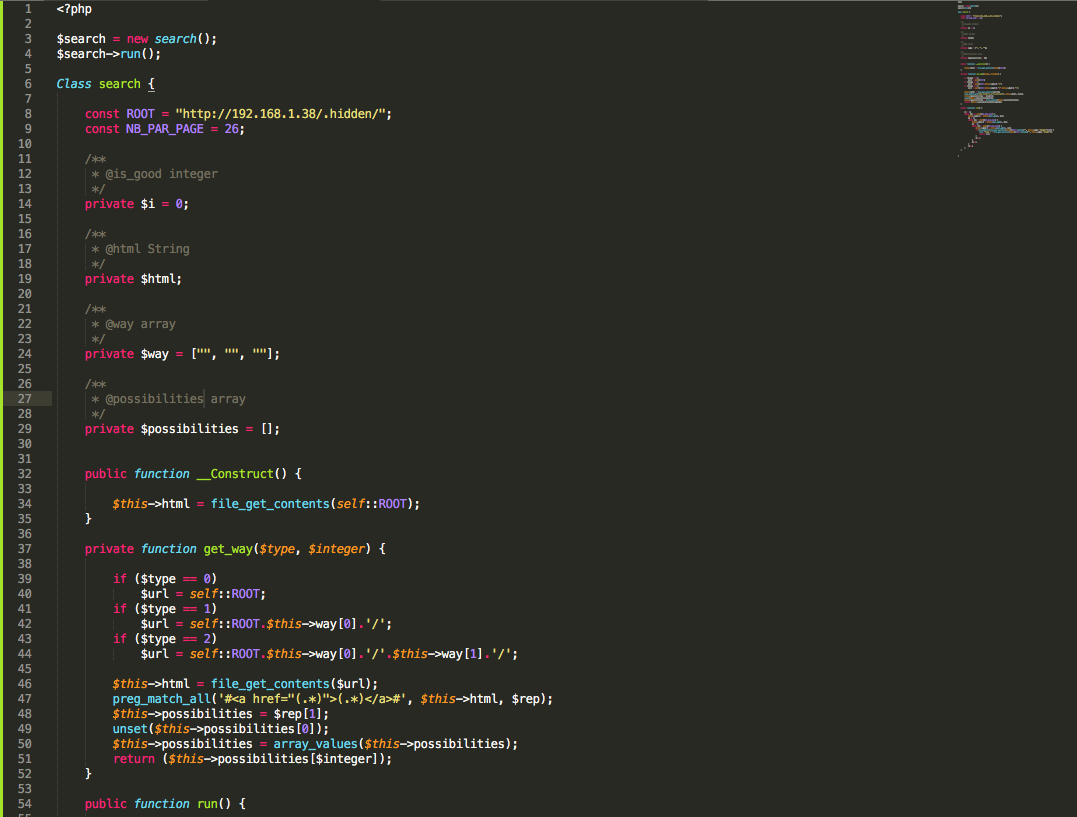 1 <?php
2
3 $search = new search();
4 $search->run();
5
6 Class search {
7
8 const ROOT = "http://192.168.1.38/.hidden/";
9 const NB_PAR_PAGE = 26;
10
11 /**
12 * @is_good integer
13 */
14 private $i = 0;
15
16 /**
17 * @html String
18 */
19 private $html;
20
21 /**
22 * @way array
23 */
24 private $way = ["", "", ""];
25
26 /**
27 * @possibilities array
28 */
29 private $possibilities = [];
30
31
32 public function __Construct() {
33
34 $this->html = file_get_contents(self::ROOT);
35 }
36
37 private function get_way($type, $integer) {
38
39 if ($type == 0)
40 $url = self::ROOT;
41 if ($type == 1)
42 $url = self::ROOT.$this->way[0].'/';
43 if ($type == 2)
44 $url = self::ROOT.$this->way[0].'/'.$this->way[1].'/';
45
46 $this->html = file_get_contents($url);
47 preg_match_all('#<a href="(.*)">(.*)</a>#', $this->html, $rep);
48 $this->possibilities = $rep[1];
49 unset($this->possibilities[0]);
50 $this->possibilities = array_values($this->possibilities);
51 return ($this->possibilities[$integer]);
52 }
53
54 public function run() {